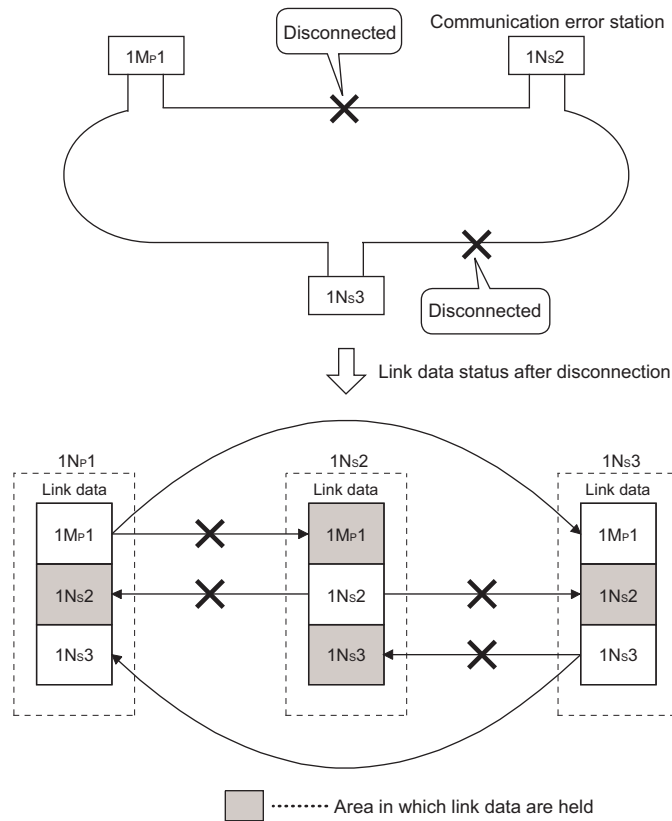 Communication error station
Disconnected
1MP1
1NS2
1NS3
Disconnected
Link data status after disconnection
1NP1
1NS2
1NS3
Link data
Link data
Link data
1MP1
1MP1
1MP1
1NS2
1NS2
1NS2
1NS3
1NS3
1NS3
Area in which link data are held